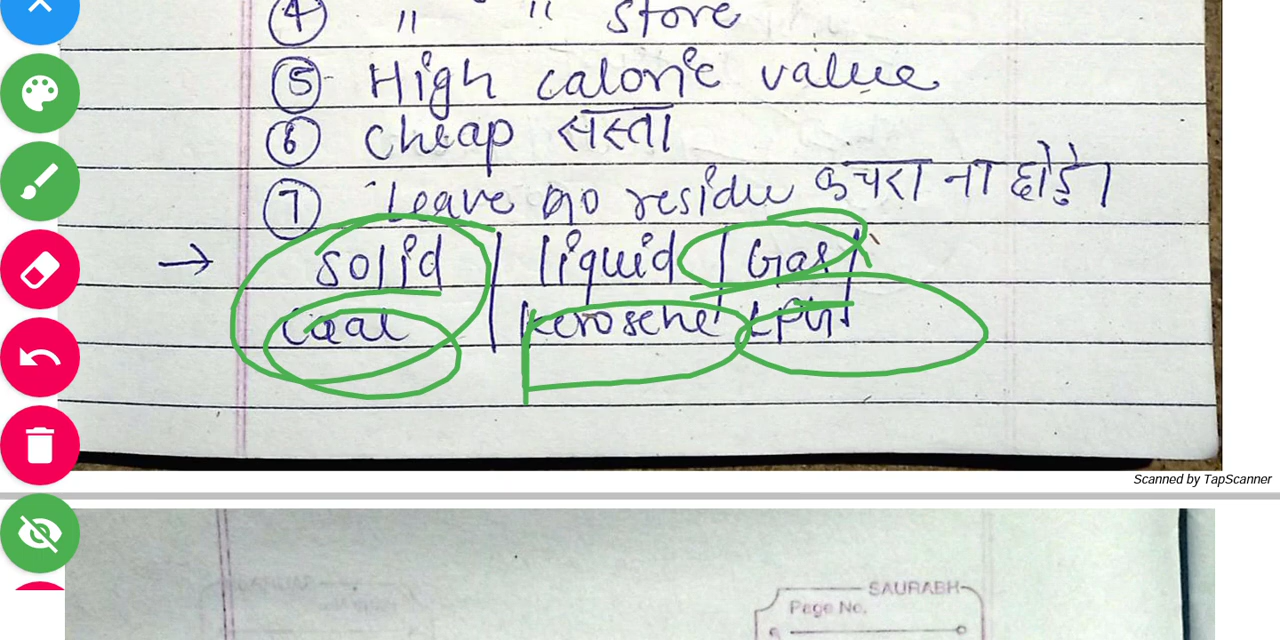 ④ 〃 〃 store
⑤ High calorie value
⑥ Cheap सस्ता
⑦ Leave no residu कचरा ना छोड़े।
→ Solid | liquid | Gas |
Coal | Kerosene | LPG
Scanned by TapScanner
SAURABH
Page No.